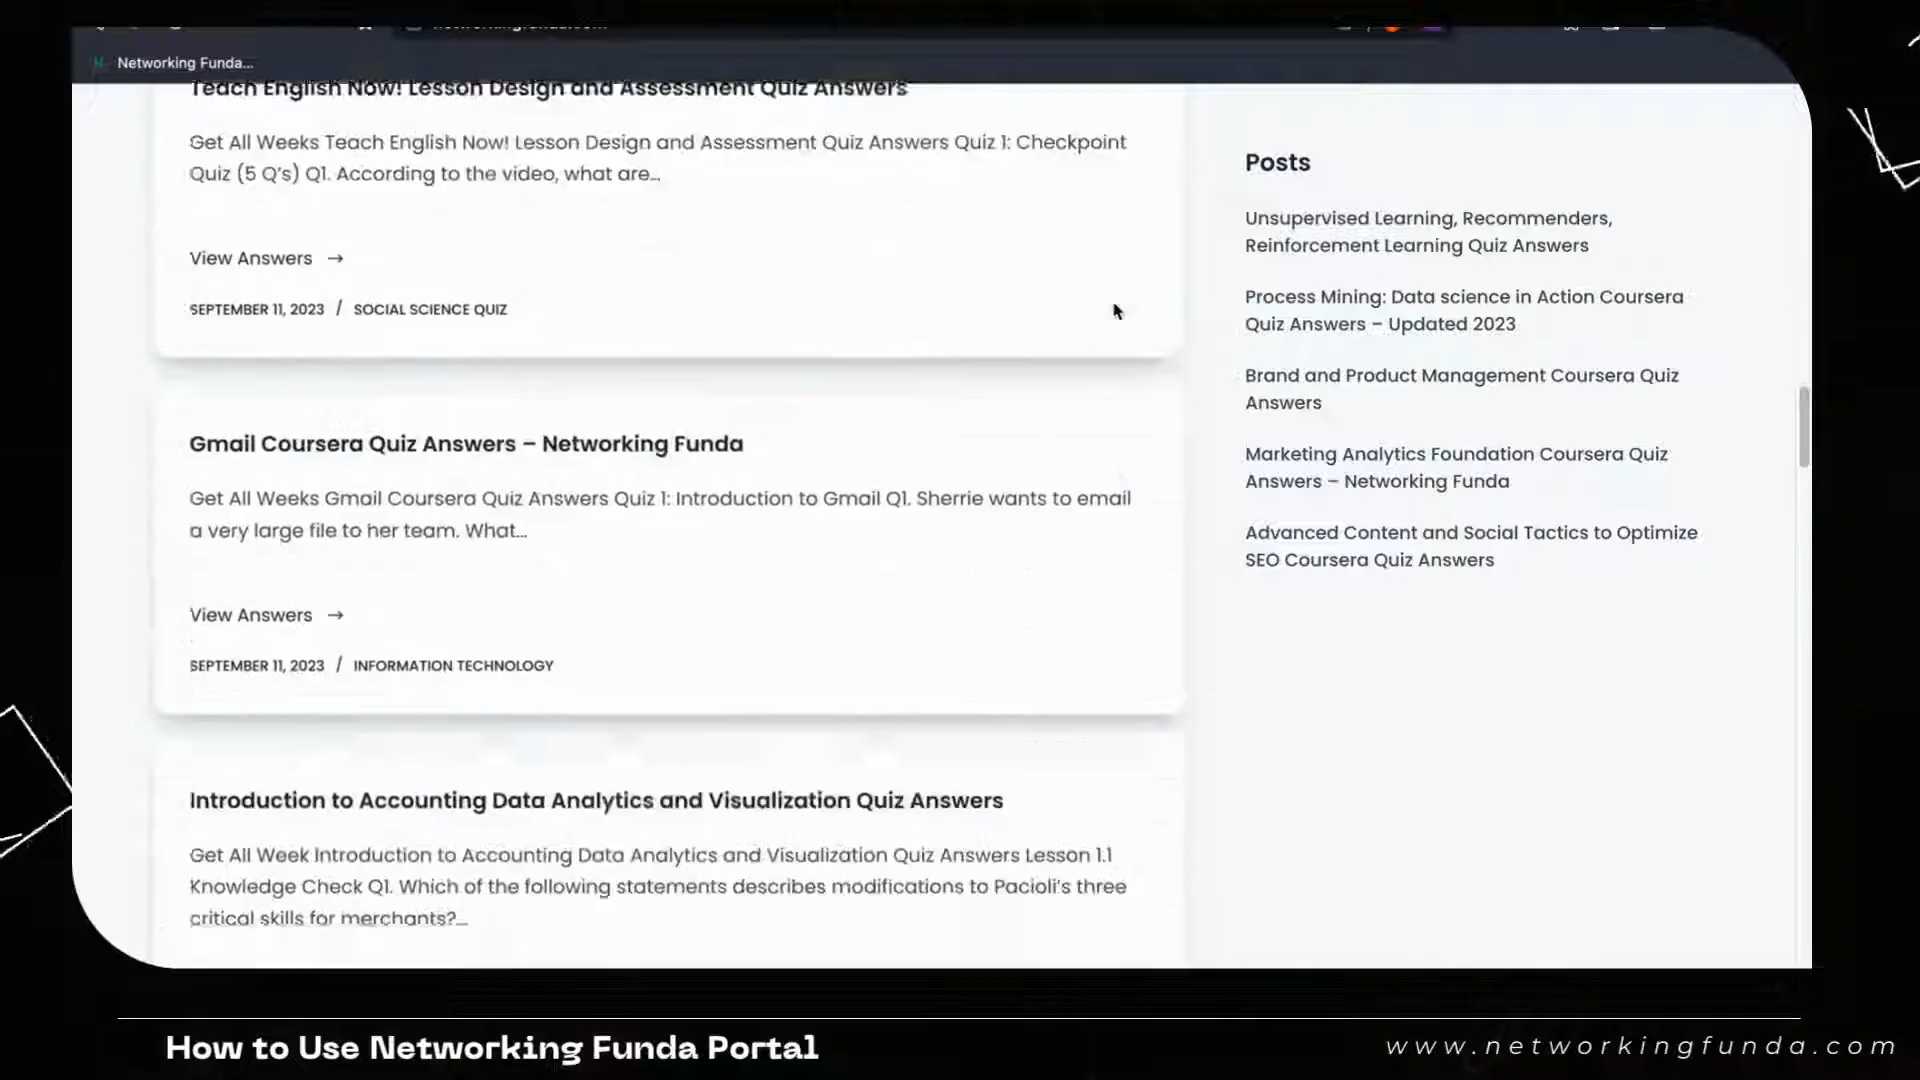 Networking Funda...
Teach English Now! Lesson Design and Assessment Quiz Answers
Get All Weeks Teach English Now! Lesson Design and Assessment Quiz Answers Quiz 1: Checkpoint
Quiz (5 Q's) Q1. According to the video, what are...
View Answers →
SEPTEMBER 11, 2023 / SOCIAL SCIENCE QUIZ
Gmail Coursera Quiz Answers – Networking Funda
Get All Weeks Gmail Coursera Quiz Answers Quiz 1: Introduction to Gmail Q1. Sherrie wants to email
a very large file to her team. What...
View Answers →
SEPTEMBER 11, 2023 / INFORMATION TECHNOLOGY
Introduction to Accounting Data Analytics and Visualization Quiz Answers
Get All Week Introduction to Accounting Data Analytics and Visualization Quiz Answers Lesson 1.1
Knowledge Check Q1. Which of the following statements describes modifications to Pacioli's three
critical skills for merchants?...
Posts
Unsupervised Learning, Recommenders,
Reinforcement Learning Quiz Answers
Process Mining: Data science in Action Coursera
Quiz Answers – Updated 2023
Brand and Product Management Coursera Quiz
Answers
Marketing Analytics Foundation Coursera Quiz
Answers – Networking Funda
Advanced Content and Social Tactics to Optimize
SEO Coursera Quiz Answers
How to Use Networking Funda Portal
www.networkingfunda.com